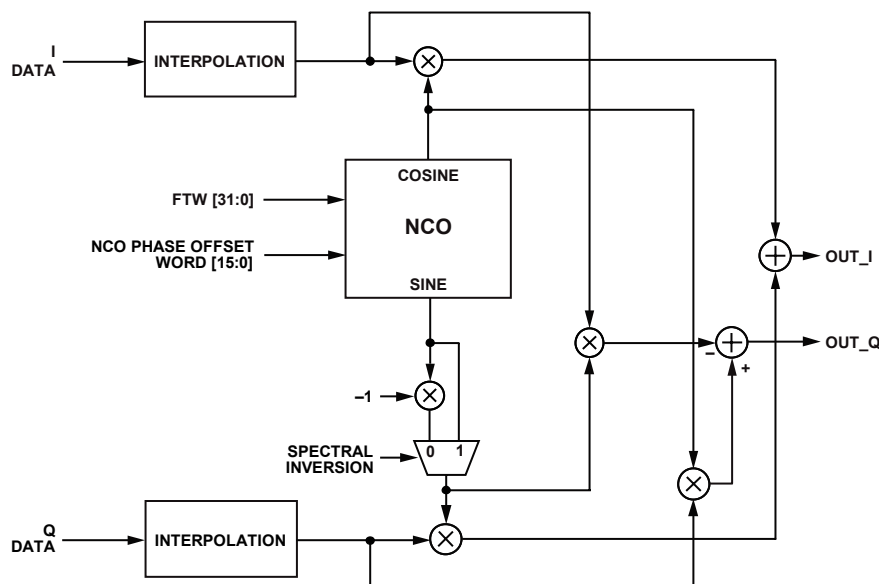 I
DATA
INTERPOLATION
COSINE
FTW [31:0]
NCO
NCO PHASE OFFSET
WORD [15:0]
SINE
OUT_I
OUT_Q
–
+
–1
0 1
SPECTRAL
INVERSION
Q
DATA
INTERPOLATION